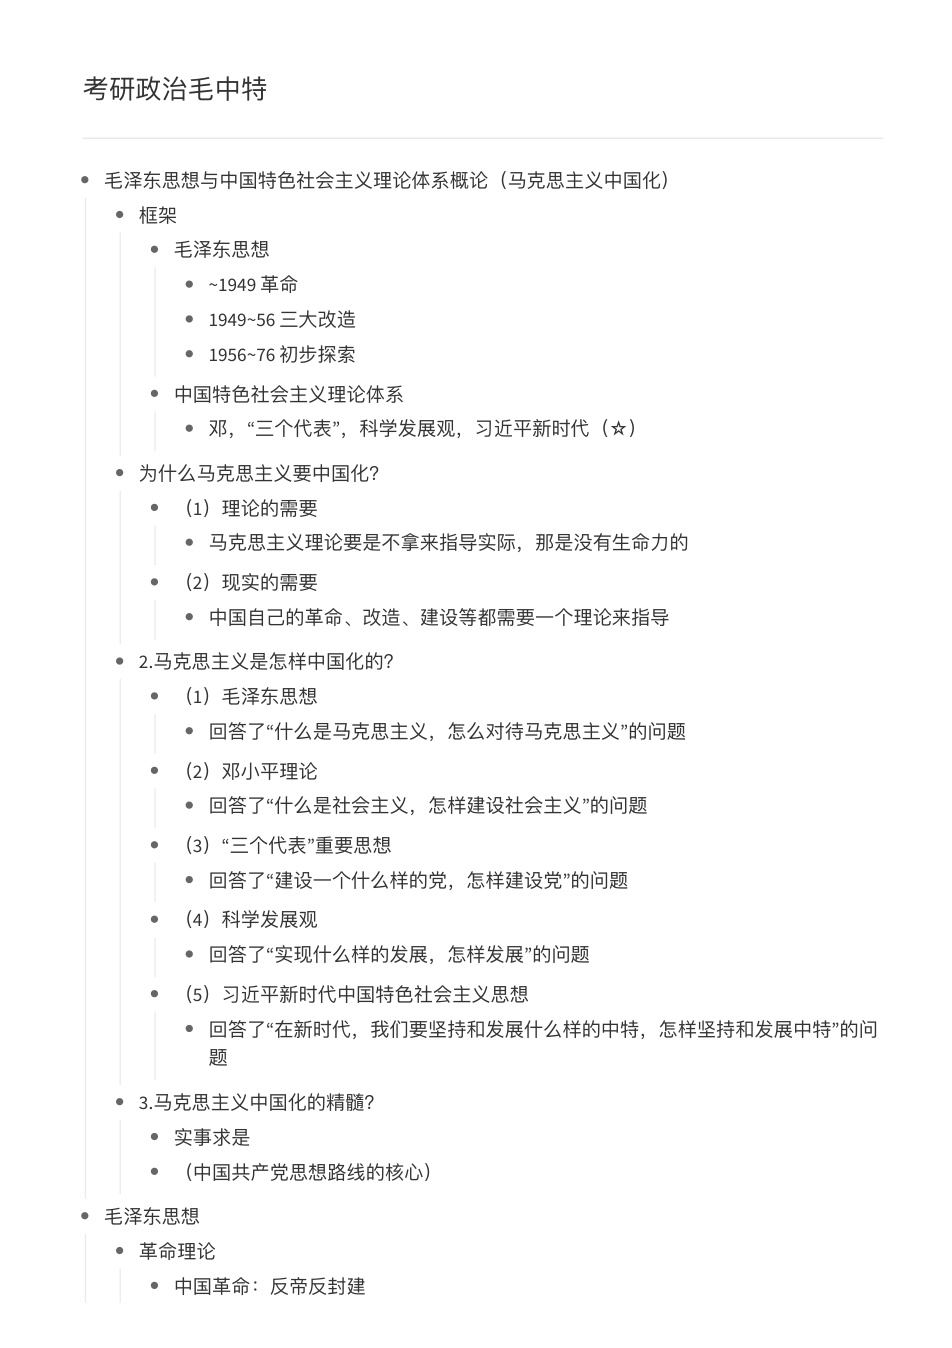 考研政治毛中特
毛泽东思想与中国特色社会主义理论体系概论（马克思主义中国化）
框架
毛泽东思想
~1949 革命
1949~56 三大改造
1956~76 初步探索
中国特色社会主义理论体系
邓，“三个代表”，科学发展观，习近平新时代（☆）
为什么马克思主义要中国化？
（1）理论的需要
马克思主义理论要是不拿来指导实际，那是没有生命力的
（2）现实的需要
中国自己的革命、改造、建设等都需要一个理论来指导
2.马克思主义是怎样中国化的？
（1）毛泽东思想
回答了“什么是马克思主义，怎么对待马克思主义”的问题
（2）邓小平理论
回答了“什么是社会主义，怎样建设社会主义”的问题
（3）“三个代表”重要思想
回答了“建设一个什么样的党，怎样建设党”的问题
（4）科学发展观
回答了“实现什么样的发展，怎样发展”的问题
（5）习近平新时代中国特色社会主义思想
回答了“在新时代，我们要坚持和发展什么样的中特，怎样坚持和发展中特”的问
题
3.马克思主义中国化的精髓？
实事求是
（中国共产党思想路线的核心）
毛泽东思想
革命理论
中国革命：反帝反封建